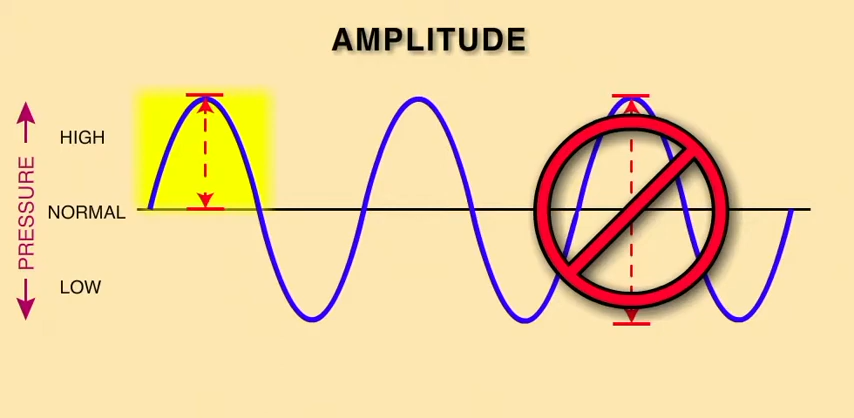 AMPLITUDE
HIGH
NORMAL
LOW
PRESSURE